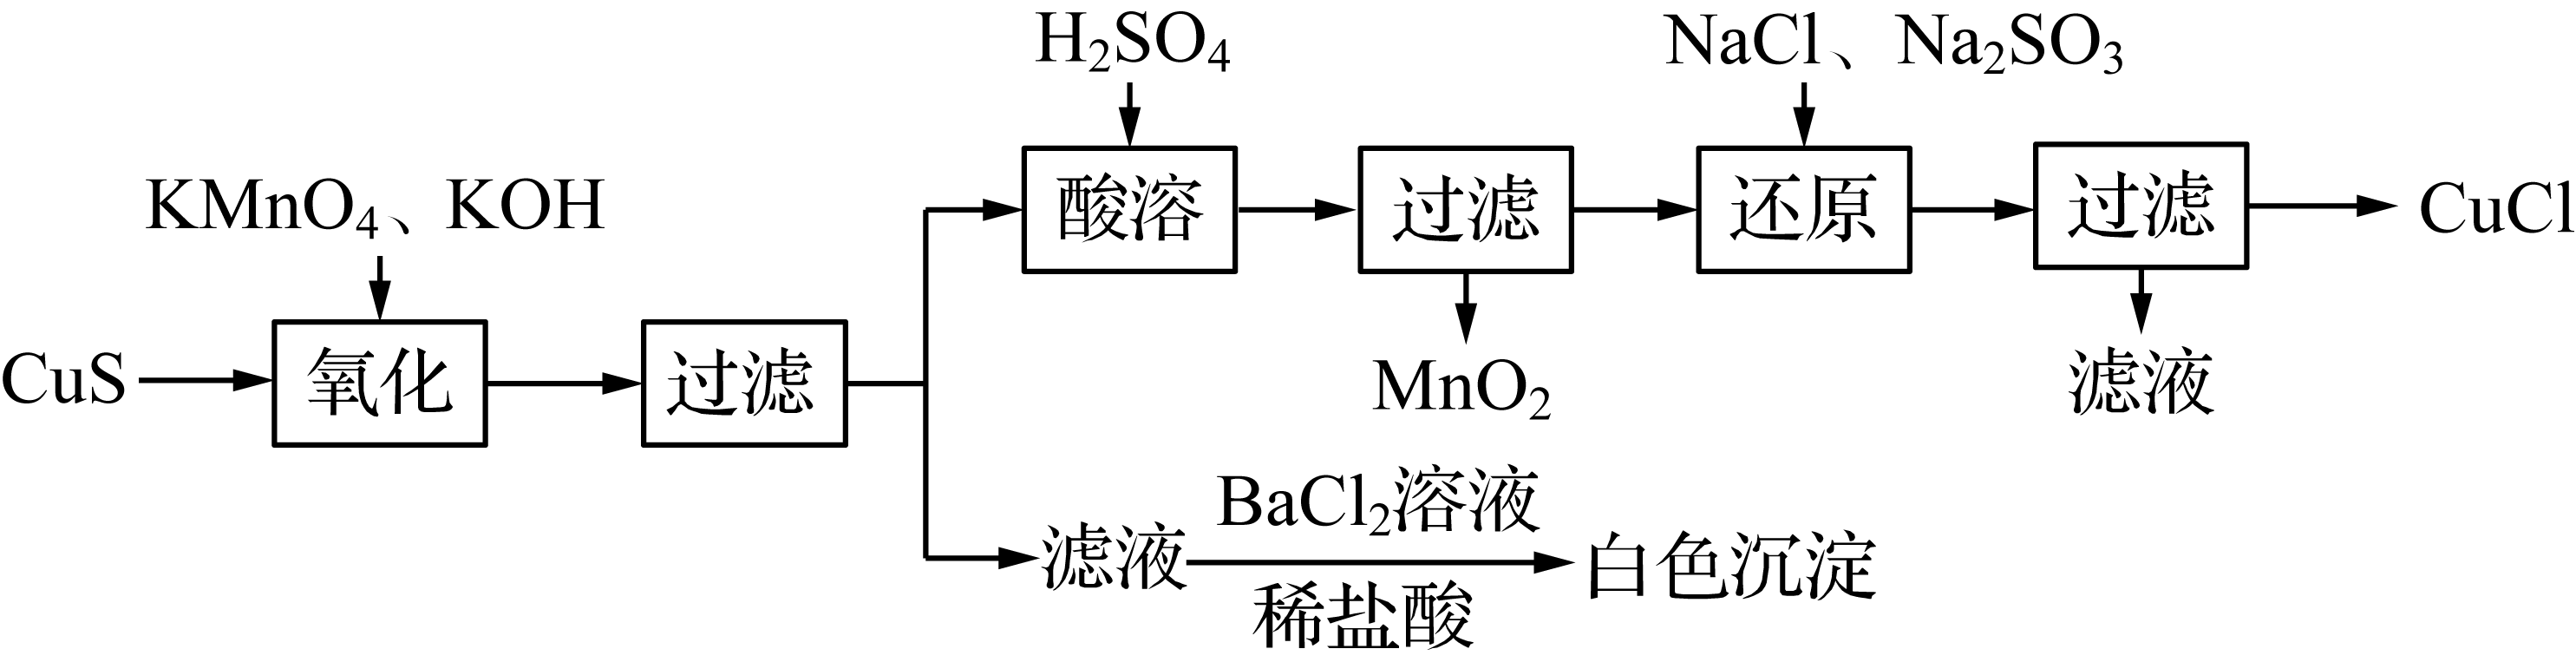 H₂SO₄
NaCl、Na₂SO₃
KMnO₄、KOH
酸溶
过滤
还原
过滤
CuCl
CuS
氧化
过滤
MnO₂
滤液
BaCl₂溶液
滤液
白色沉淀
稀盐酸